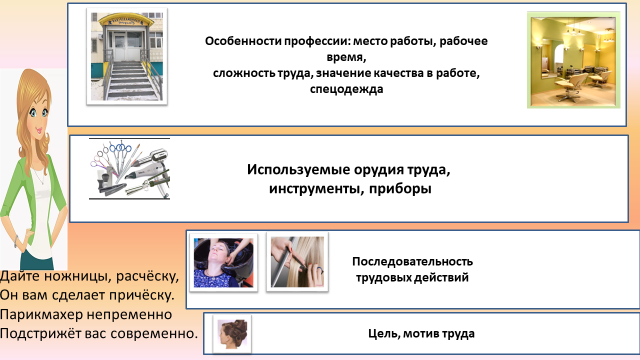 Особенности профессии: место работы, рабочее
время,
сложность труда, значение качества в работе,
спецодежда
Используемые орудия труда,
инструменты, приборы
Последовательность
трудовых действий
Дайте ножницы, расчёску,
Он вам сделает причёску.
Парикмахер непременно
Подстрижёт вас современно.
Цель, мотив труда